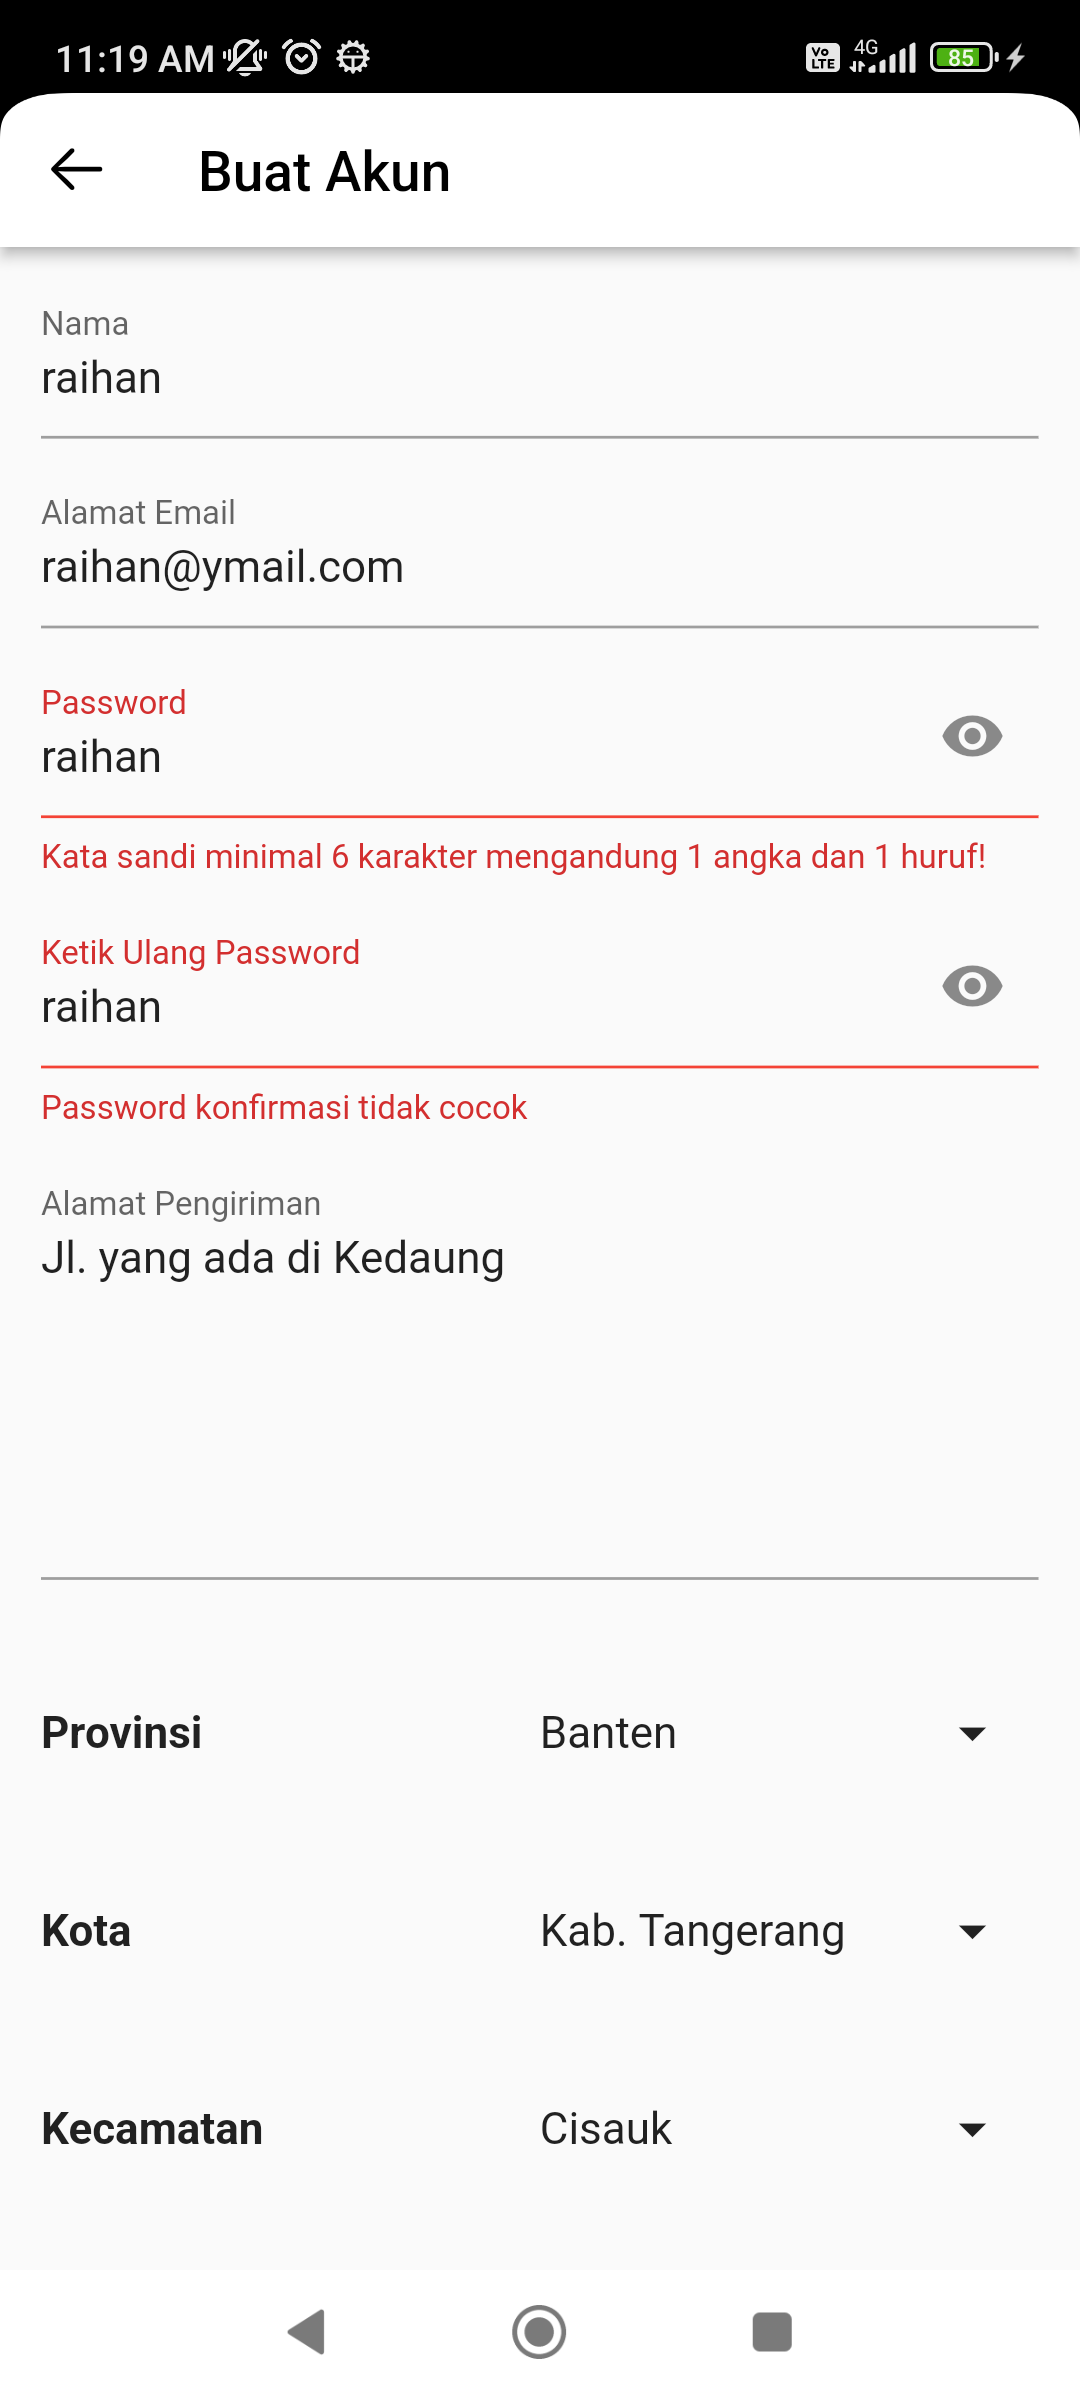 11:19 AM
Vo LTE
4G
85
Buat Akun
Nama
raihan
Alamat Email
raihan@ymail.com
Password
raihan
Kata sandi minimal 6 karakter mengandung 1 angka dan 1 huruf!
Ketik Ulang Password
raihan
Password konfirmasi tidak cocok
Alamat Pengiriman
Jl. yang ada di Kedaung
Provinsi Banten
Kota Kab. Tangerang
Kecamatan Cisauk